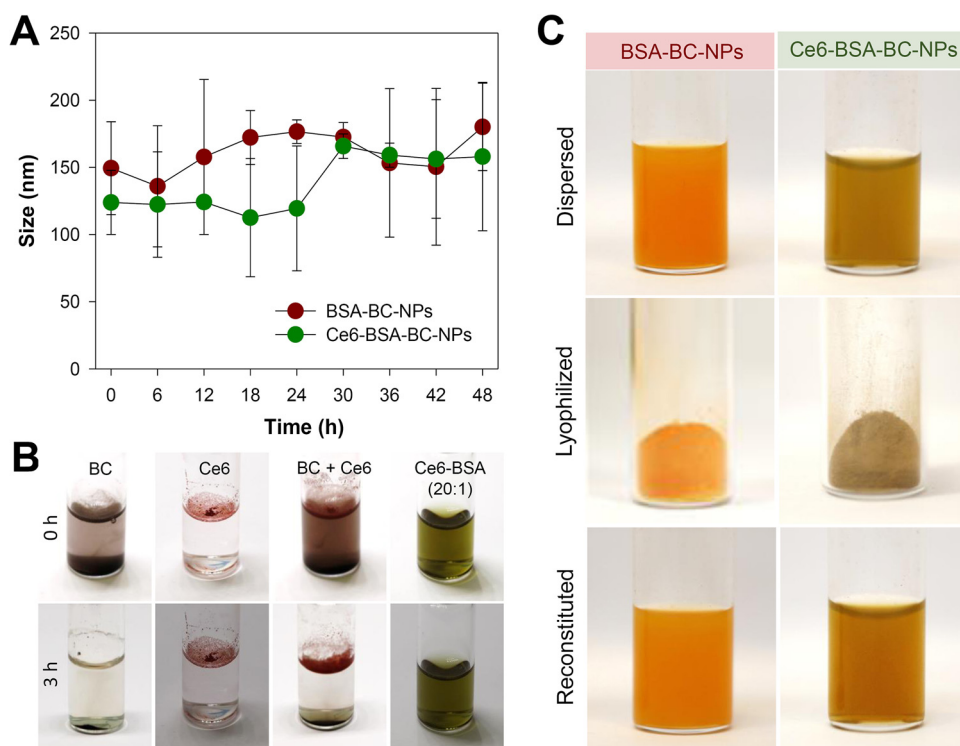 A
250
200
150
100
50
0
Size (nm)
BSA-BC-NPs
Ce6-BSA-BC-NPs
0 6 12 18 24 30 36 42 48
Time (h)
B
BC Ce6 BC + Ce6 Ce6-BSA
(20:1)
0 h
3 h
C
BSA-BC-NPs Ce6-BSA-BC-NPs
Dispersed
Lyophilized
Reconstituted